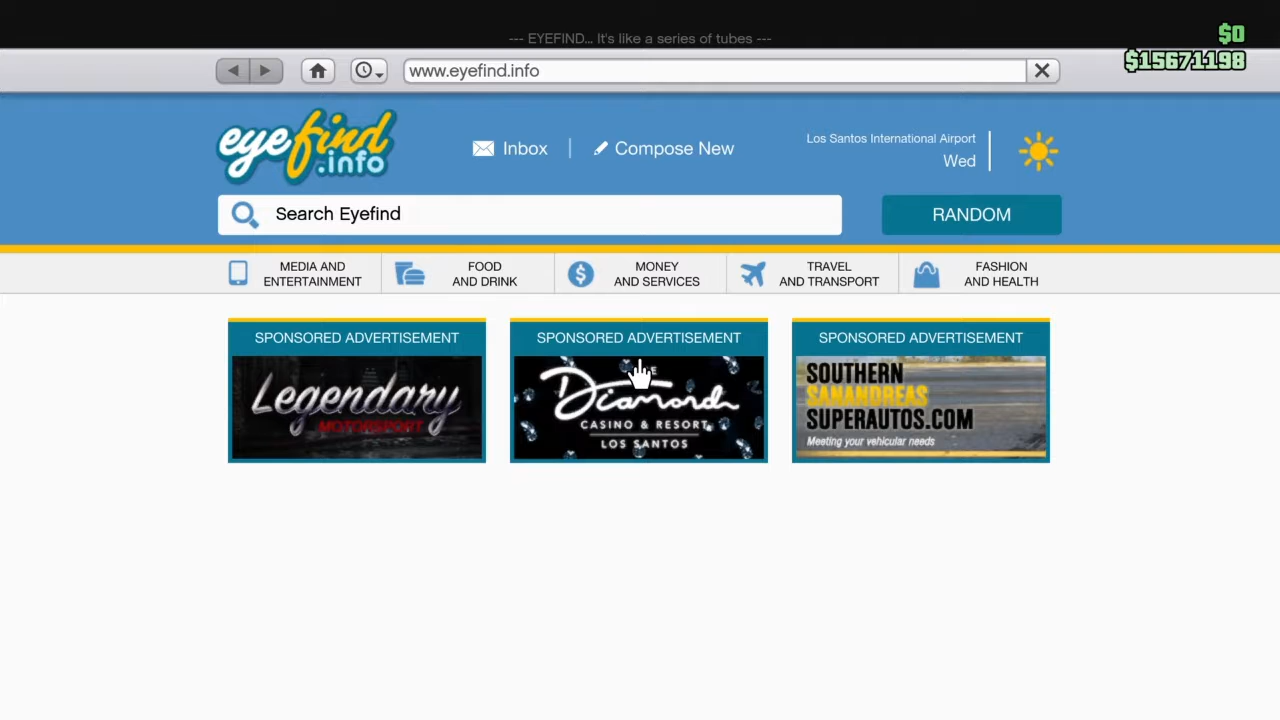 --- EYEFIND... It's like a series of tubes ---
$0
$15671198
www.eyefind.info
eyefind
.info
Inbox
Compose New
Los Santos International Airport
Wed
Search Eyefind
RANDOM
MEDIA AND
ENTERTAINMENT
FOOD
AND DRINK
MONEY
AND SERVICES
TRAVEL
AND TRANSPORT
FASHION
AND HEALTH
SPONSORED ADVERTISEMENT
Legendary
MOTORSPORT
SPONSORED ADVERTISEMENT
Diamond
CASINO & RESORT
LOS SANTOS
SPONSORED ADVERTISEMENT
SOUTHERN
SANANDREAS
SUPERAUTOS.COM
Meeting your vehicular needs